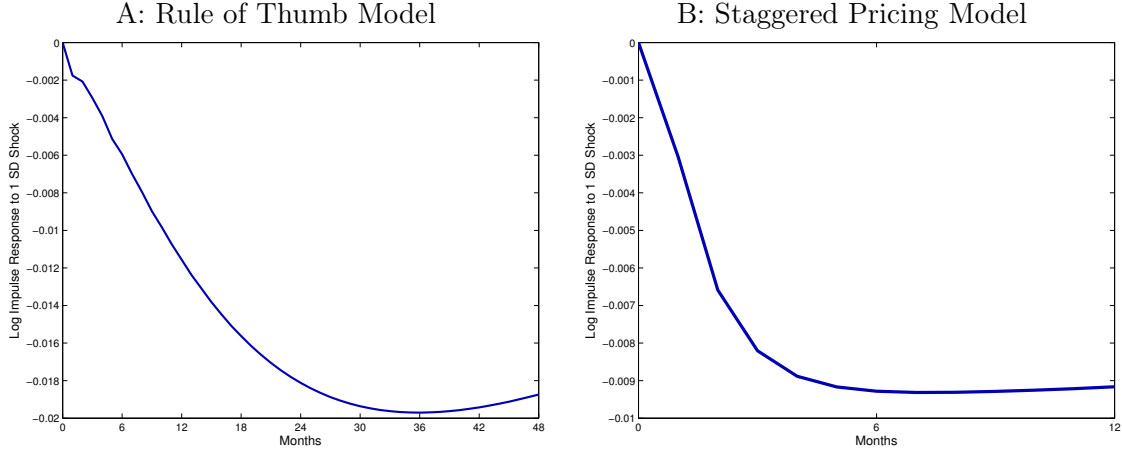 A: Rule of Thumb Model
0
−0.002
−0.004
−0.006
−0.008
−0.01
−0.012
−0.014
−0.016
−0.018
−0.02
Log Impulse Response to 1 SD Shock
0 6 12 18 24 30 36 42 48
Months
B: Staggered Pricing Model
0
−0.001
−0.002
−0.003
−0.004
−0.005
−0.006
−0.007
−0.008
−0.009
−0.01
Log Impulse Response to 1 SD Shock
0 6 12
Months